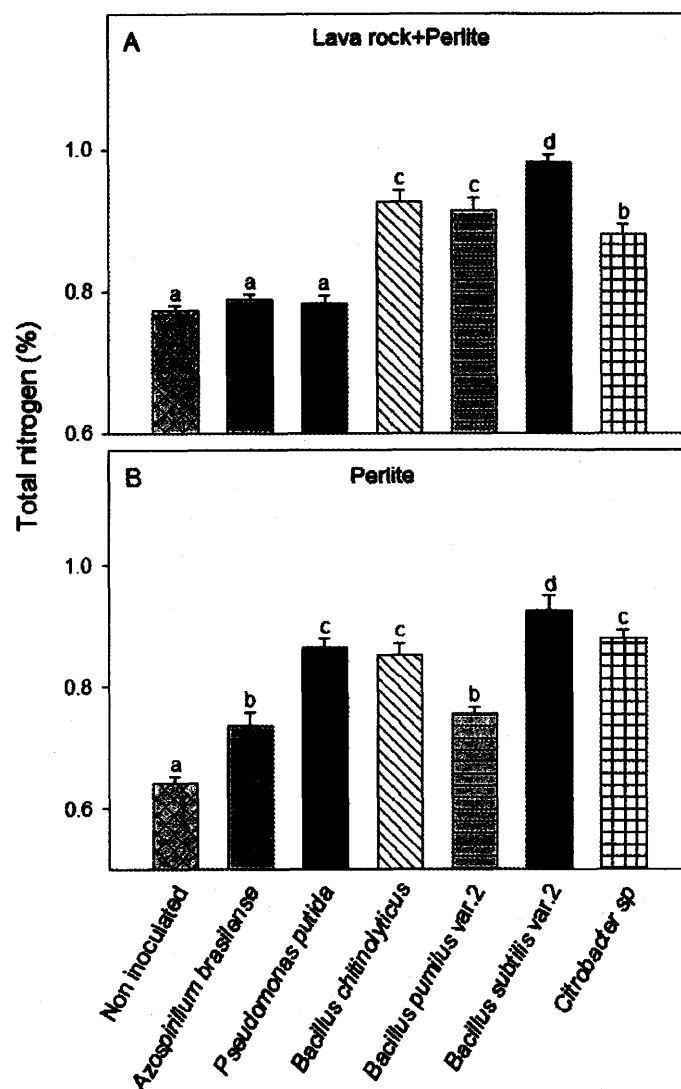 A
Lava rock+Perlite
1.0
0.8
0.6
a
a
a
c
c
d
b
Total nitrogen (%)
B
Perlite
1.0
0.8
0.6
a
b
c
c
b
d
c
Non inoculated
Azospirillum brasilense
Pseudomonas putida
Bacillus chitinolyticus
Bacillus pumilus var.2
Bacillus subtilis var.2
Citrobacter sp